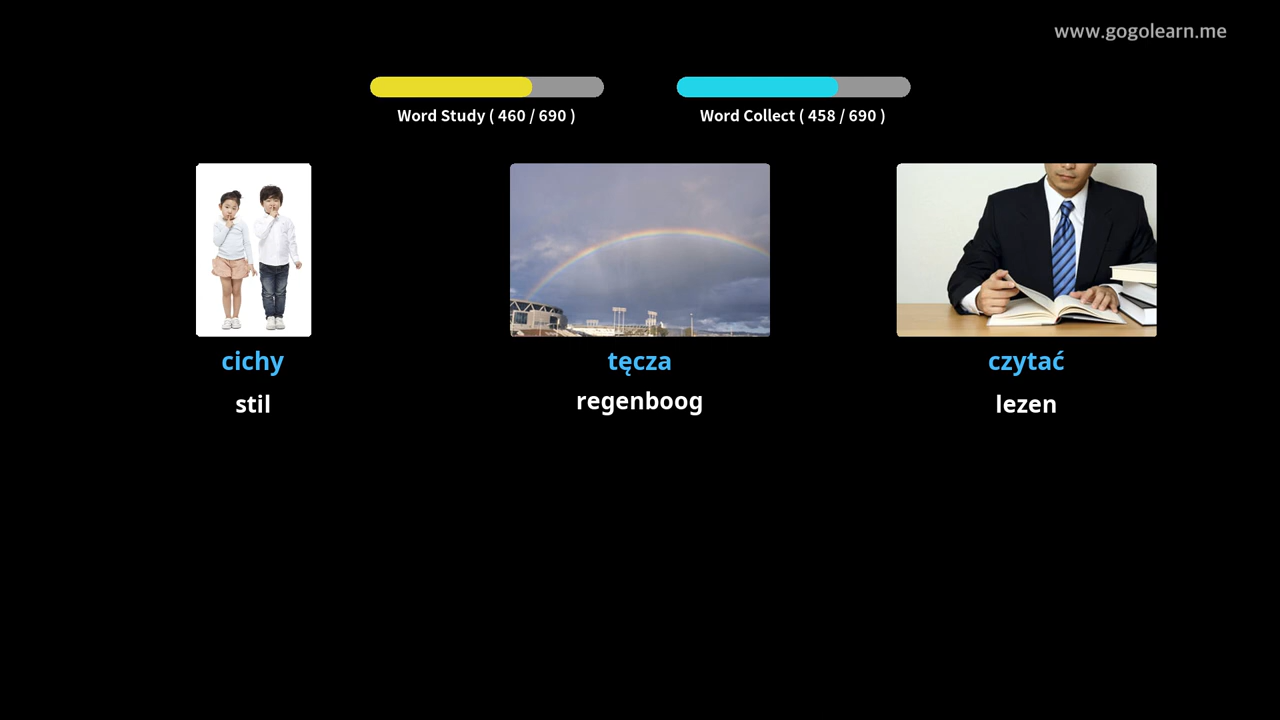 www.gogolearn.me
Word Study ( 460 / 690 )
Word Collect ( 458 / 690 )
cichy
stil
tęcza
regenboog
czytać
lezen